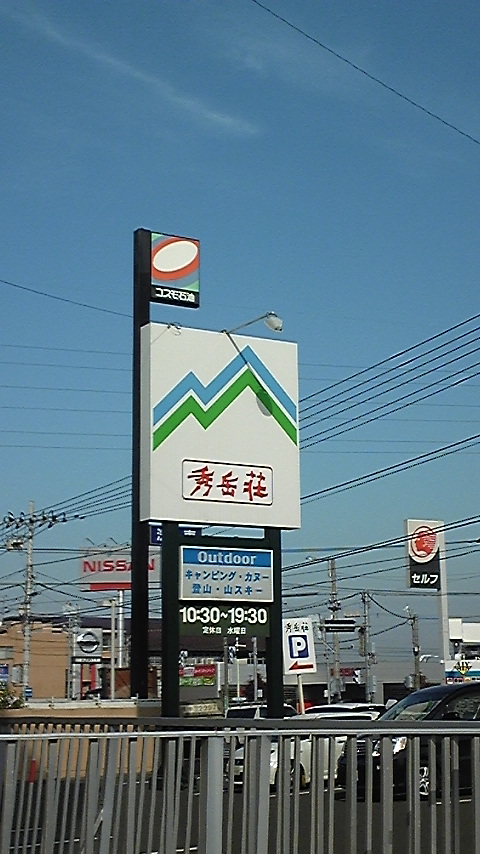 コスモ石油
秀岳荘
NISSAN
Outdoor
キャンピング・カヌー
登山・山スキー
10:30~19:30
定休日 水曜日
秀岳荘
P
セルフ